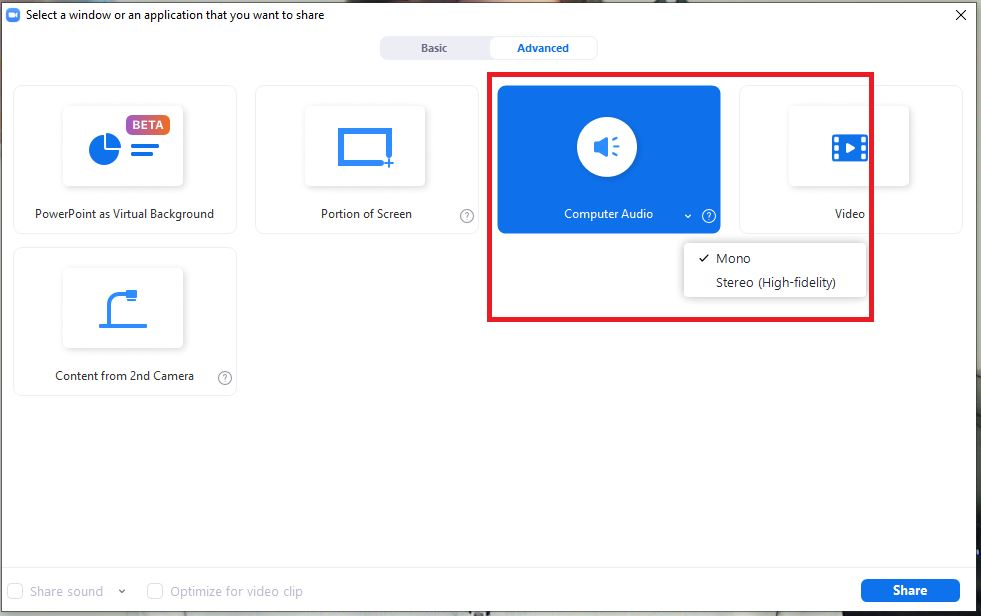 Select a window or an application that you want to share
Basic
Advanced
BETA
PowerPoint as Virtual Background
Portion of Screen
?
Computer Audio
?
Video
Mono
Stereo (High-fidelity)
Content from 2nd Camera
?
Share sound
Optimize for video clip
Share